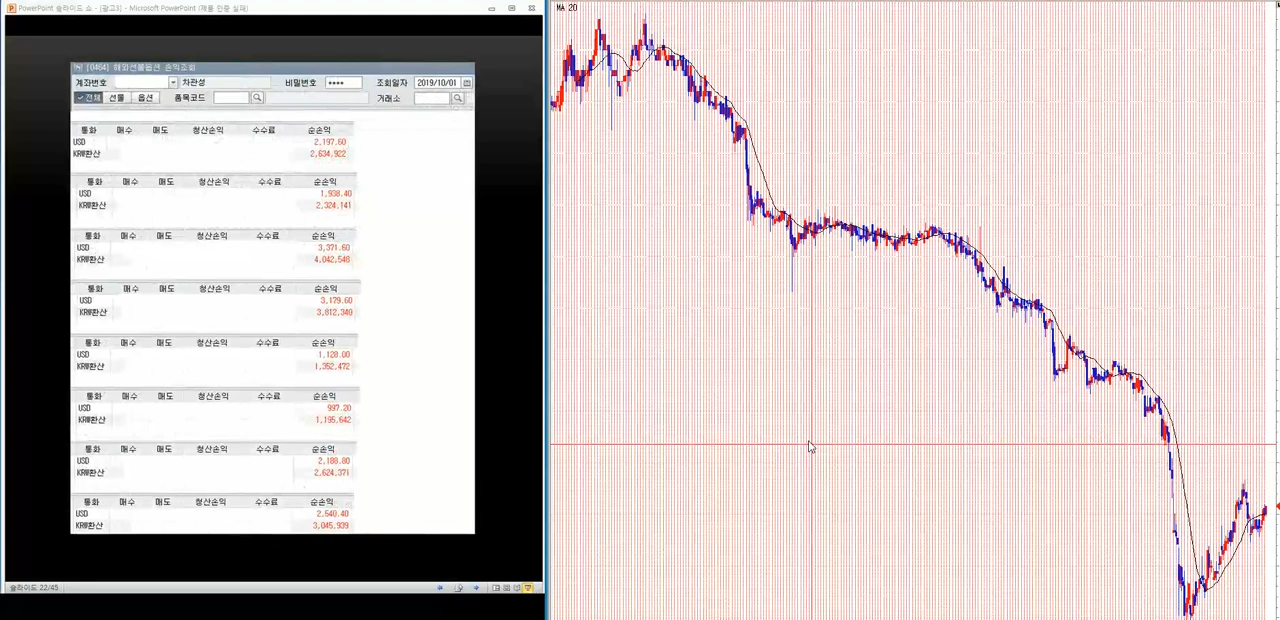 PowerPoint 슬라이드 쇼 - [광고3] - Microsoft PowerPoint (제품 인증 실패)
MA 20
[0464] 해외선물옵션 손익조회
계좌번호 차관성 비밀번호 **** 조회일자 2019/10/01
전체 선물 옵션 품목코드 거래소
통화 매수 매도 청산손익 수수료 순손익
USD 2,197.60
KRW환산 2,634,922
통화 매수 매도 청산손익 수수료 순손익
USD 1,938.40
KRW환산 2,324,141
통화 매수 매도 청산손익 수수료 순손익
USD 3,371.60
KRW환산 4,042,548
통화 매수 매도 청산손익 수수료 순손익
USD 3,179.60
KRW환산 3,812,340
통화 매수 매도 청산손익 수수료 순손익
USD 1,128.00
KRW환산 1,352,472
통화 매수 매도 청산손익 수수료 순손익
USD 997.20
KRW환산 1,195,642
통화 매수 매도 청산손익 수수료 순손익
USD 2,188.80
KRW환산 2,624,371
통화 매수 매도 청산손익 수수료 순손익
USD 2,540.40
KRW환산 3,045,939
슬라이드 22/45